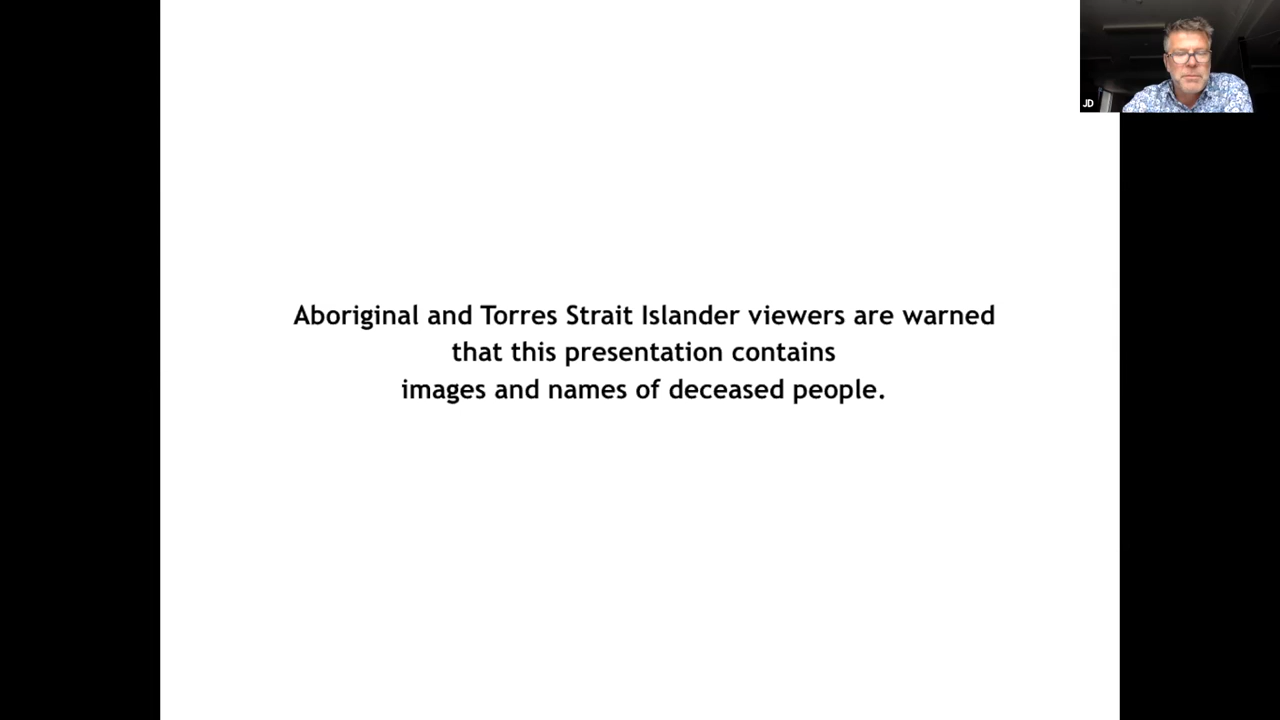 JD
Aboriginal and Torres Strait Islander viewers are warned
that this presentation contains
images and names of deceased people.